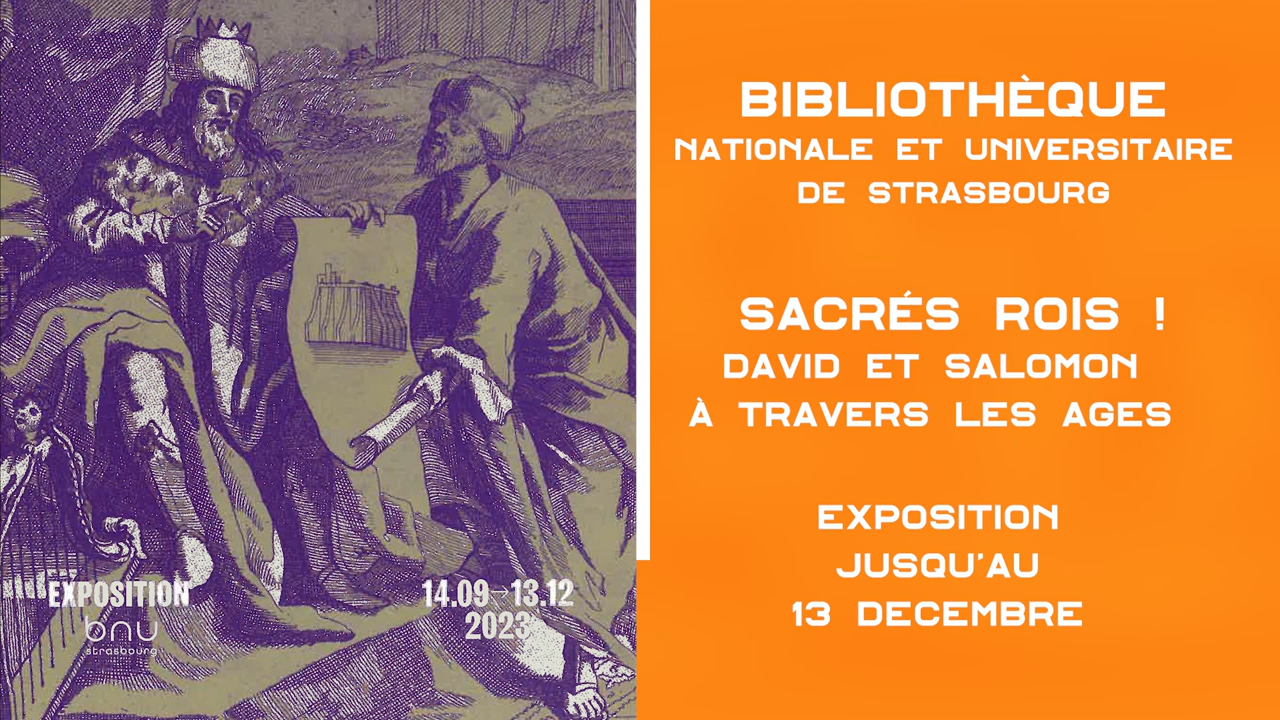 EXPOSITION
bnu
strasbourg
14.09→13.12
2023
BIBLIOTHÈQUE
NATIONALE ET UNIVERSITAIRE
DE STRASBOURG
SACRÉS ROIS !
DAVID ET SALOMON
À TRAVERS LES AGES
EXPOSITION
JUSQU'AU
13 DECEMBRE